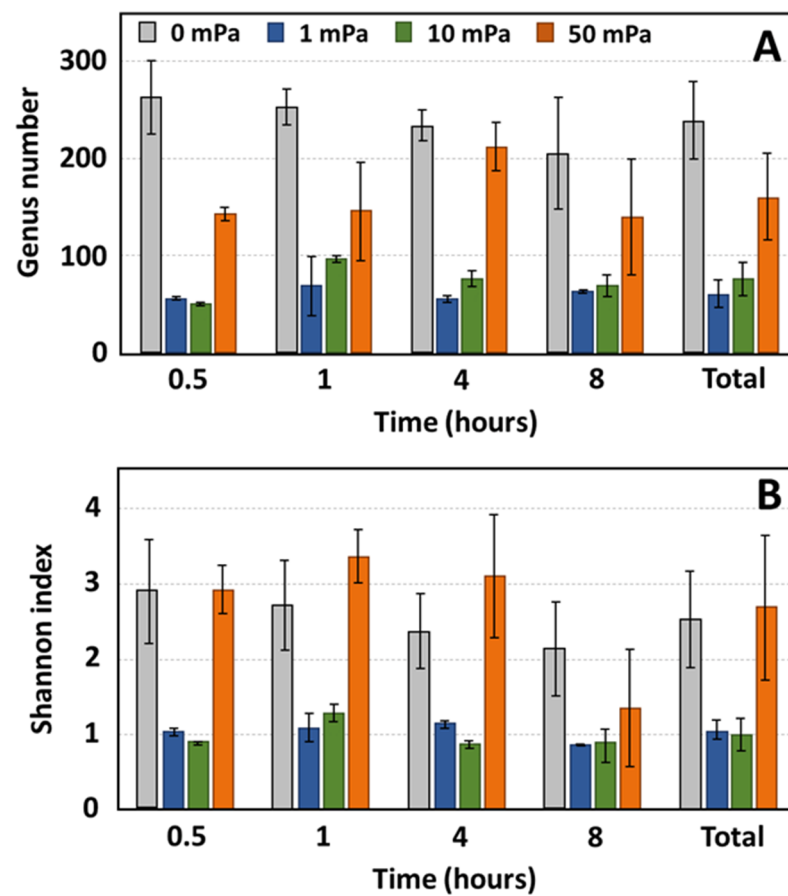 0 mPa 1 mPa 10 mPa 50 mPa A
Genus number
300
200
100
0
0.5 1 4 8 Total
Time (hours)
B
Shannon index
4
3
2
1
0
0.5 1 4 8 Total
Time (hours)